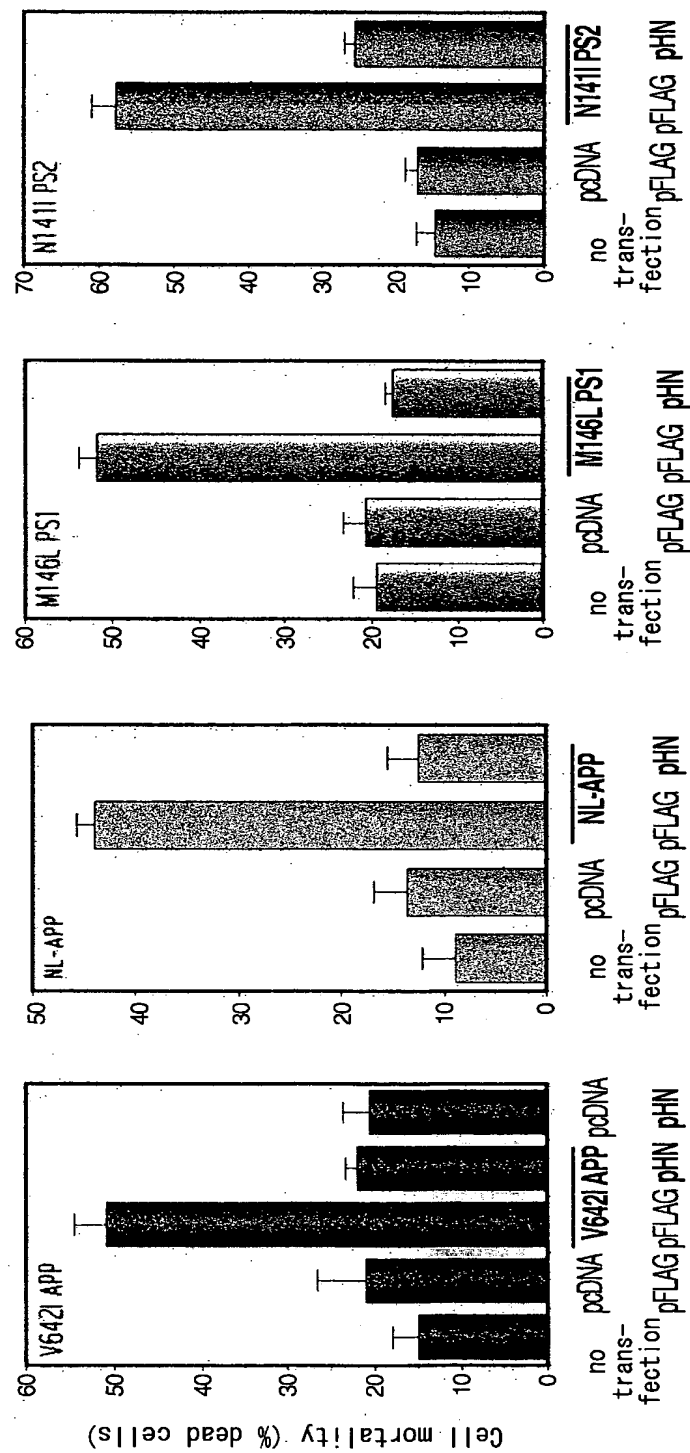 Cell mortality (% dead cells)
V642I APP
60
50
40
30
20
10
0
no trans- fection
pcDNA V642I APP pcDNA
pFLAG pFLAG pHN pHN
NL-APP
50
40
30
20
10
0
no trans- fection
pcDNA NL-APP
pFLAG pFLAG pHN
M146L PS1
60
50
40
30
20
10
0
no trans- fection
pcDNA M146L PS1
pFLAG pFLAG pHN
N141I PS2
70
60
50
40
30
20
10
0
no trans- fection
pcDNA N141I PS2
pFLAG pFLAG pHN